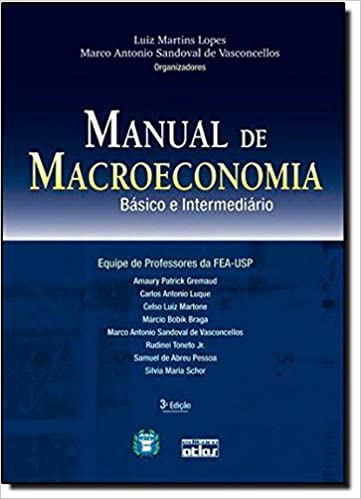 Luiz Martins Lopes
Marco Antonio Sandoval de Vasconcellos
Organizadores
MANUAL DE
MACROECONOMIA
Básico e Intermediário
Equipe de Professores da FEA-USP
Amaury Patrick Gremaud
Carlos Antonio Luque
Celso Luiz Martone
Márcio Bobik Braga
Marco Antonio Sandoval de Vasconcellos
Rudinei Toneto Jr.
Samuel de Abreu Pessoa
Silvia Maria Schor
3ª Edição
atlas